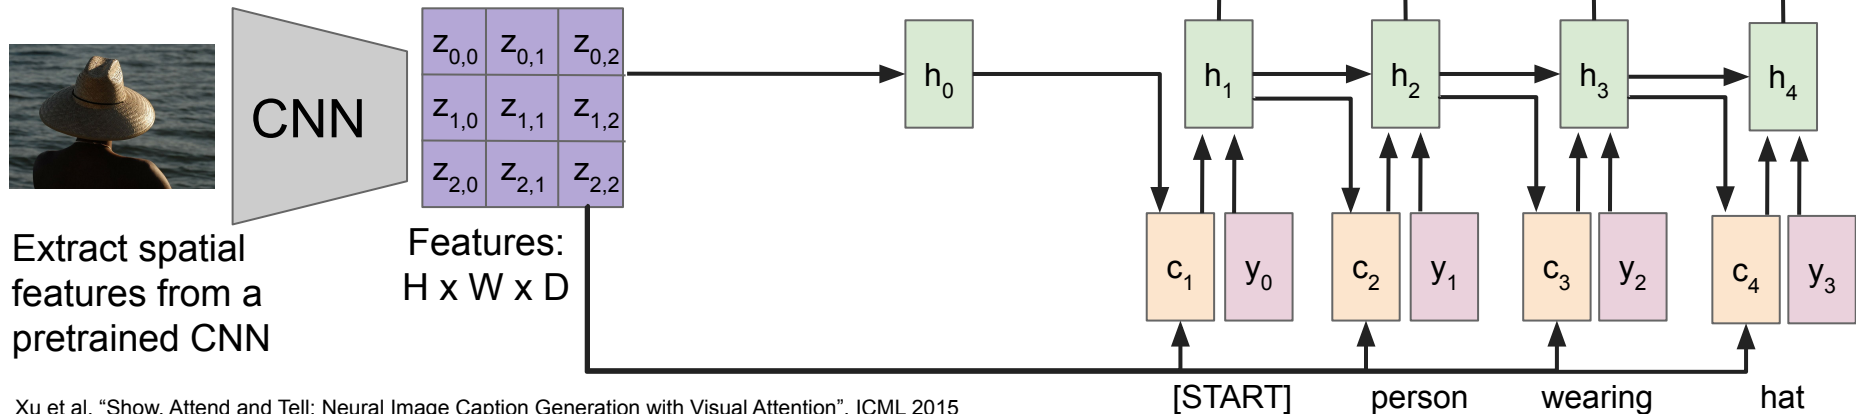 CNN
z0,0 z0,1 z0,2
z1,0 z1,1 z1,2
z2,0 z2,1 z2,2
h0
h1
h2
h3
h4
Extract spatial
features from a
pretrained CNN
Features:
H x W x D
c1
y0
c2
y1
c3
y2
c4
y3
[START]
person
wearing
hat
Xu et al, “Show, Attend and Tell: Neural Image Caption Generation with Visual Attention”, ICML 2015